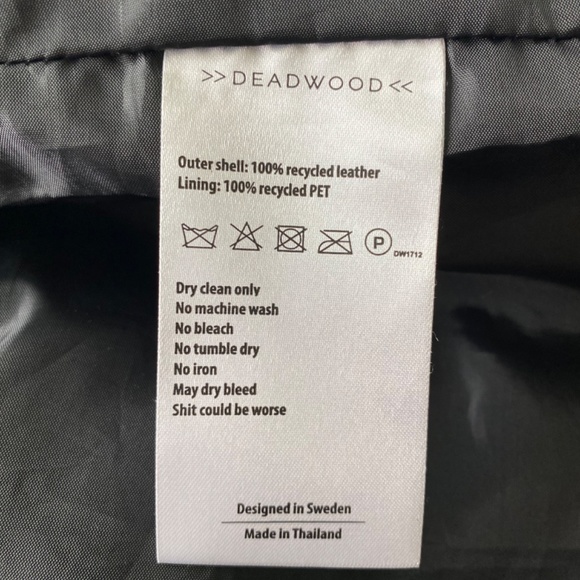 >>DEADWOOD<<
Outer shell: 100% recycled leather
Lining: 100% recycled PET
P DW1712
Dry clean only
No machine wash
No bleach
No tumble dry
No iron
May dry bleed
Shit could be worse
Designed in Sweden
Made in Thailand